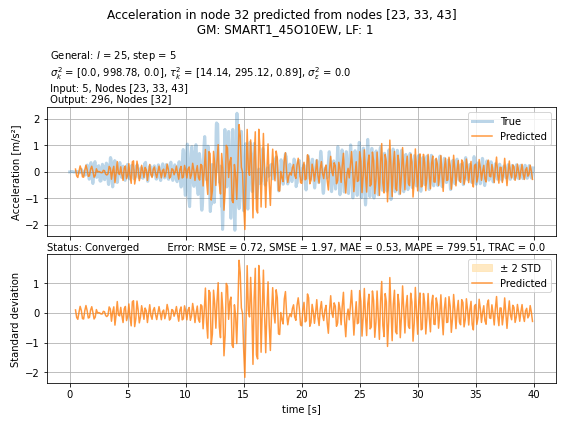 Acceleration in node 32 predicted from nodes [23, 33, 43]
GM: SMART1_45O10EW, LF: 1
General: l = 25, step = 5
σ²ₖ = [0.0, 998.78, 0.0], τ²ₖ = [14.14, 295.12, 0.89], σ²ε = 0.0
Input: 5, Nodes [23, 33, 43]
Output: 296, Nodes [32]
Acceleration [m/s²]
2
1
0
−1
−2
True
Predicted
Status: Converged Error: RMSE = 0.72, SMSE = 1.97, MAE = 0.53, MAPE = 799.51, TRAC = 0.0
Standard deviation
2
1
0
−1
−2
± 2 STD
Predicted
0 5 10 15 20 25 30 35 40
time [s]